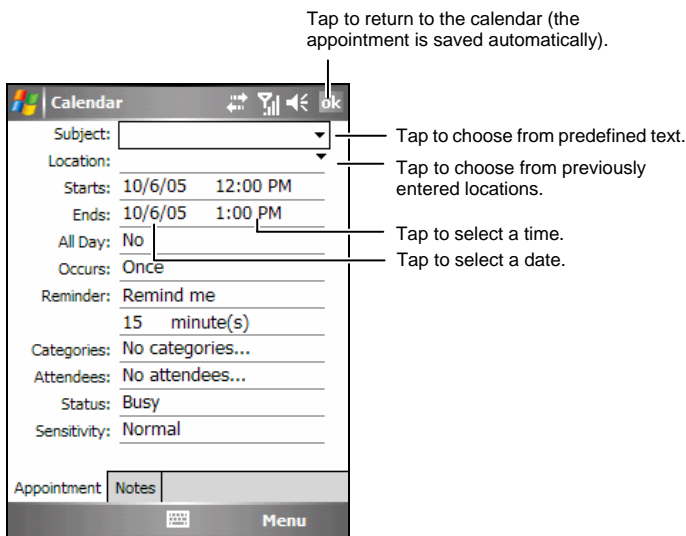 Tap to return to the calendar (the
appointment is saved automatically).
Calendar ok
Subject:
Tap to choose from predefined text.
Location:
Tap to choose from previously
entered locations.
Starts: 10/6/05 12:00 PM
Ends: 10/6/05 1:00 PM
Tap to select a time.
All Day: No
Tap to select a date.
Occurs: Once
Reminder: Remind me
15 minute(s)
Categories: No categories...
Attendees: No attendees...
Status: Busy
Sensitivity: Normal
Appointment Notes
Menu